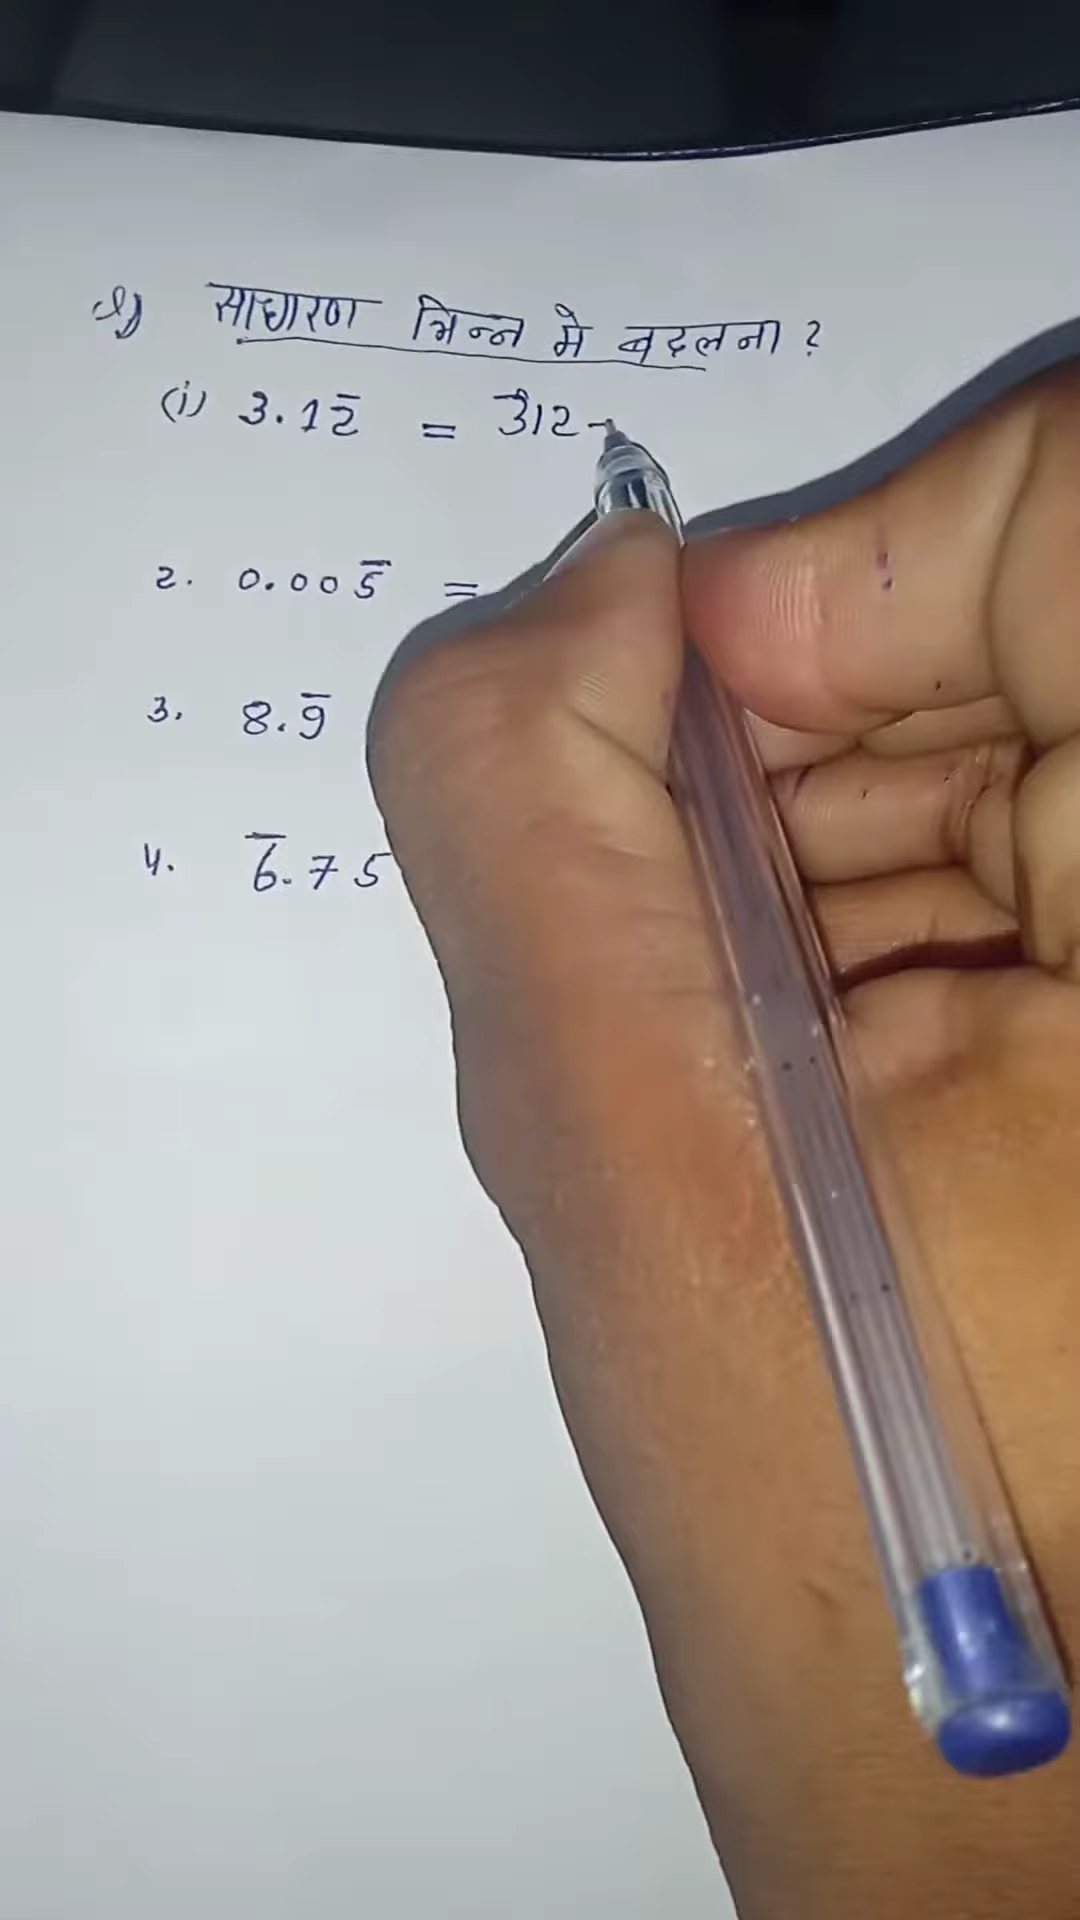 साधारण भिन्न मे बदलना ?
(i) 3.12̅ = 312 -
2. 0.005̅ =
3. 8.9̅
4. 6̅.75